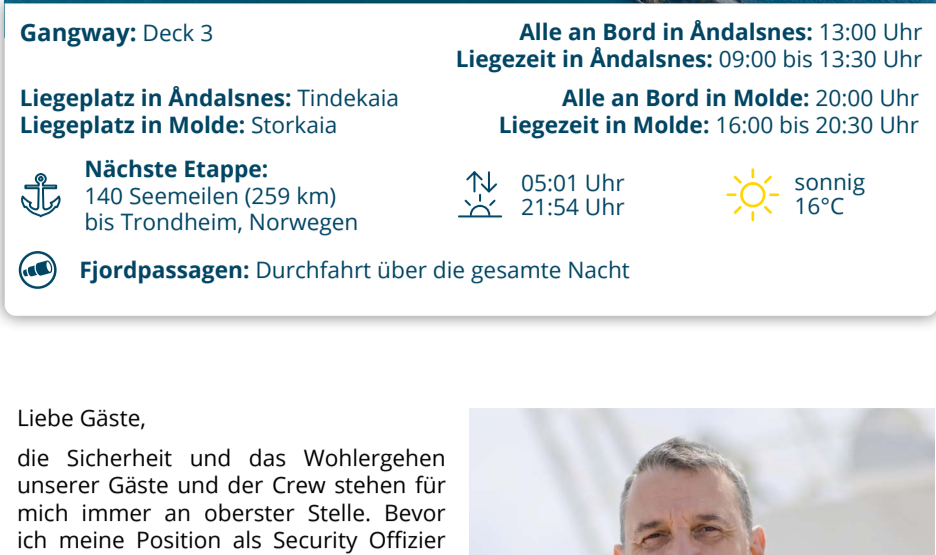 Gangway: Deck 3
Alle an Bord in Åndalsnes: 13:00 Uhr
Liegezeit in Åndalsnes: 09:00 bis 13:30 Uhr
Liegeplatz in Åndalsnes: Tindekaia
Liegeplatz in Molde: Storkaia
Alle an Bord in Molde: 20:00 Uhr
Liegezeit in Molde: 16:00 bis 20:30 Uhr
Nächste Etappe:
140 Seemeilen (259 km)
bis Trondheim, Norwegen
05:01 Uhr
21:54 Uhr
sonnig
16°C
Fjordpassagen: Durchfahrt über die gesamte Nacht
Liebe Gäste,
die Sicherheit und das Wohlergehen
unserer Gäste und der Crew stehen für
mich immer an oberster Stelle. Bevor
ich meine Position als Security Offizier